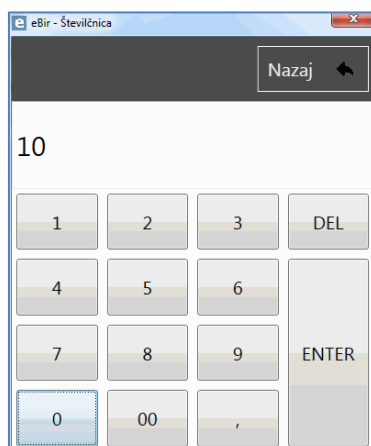 e eBir - Številčnica x
Nazaj
10
1 2 3 DEL
4 5 6
7 8 9 ENTER
0 00 ,